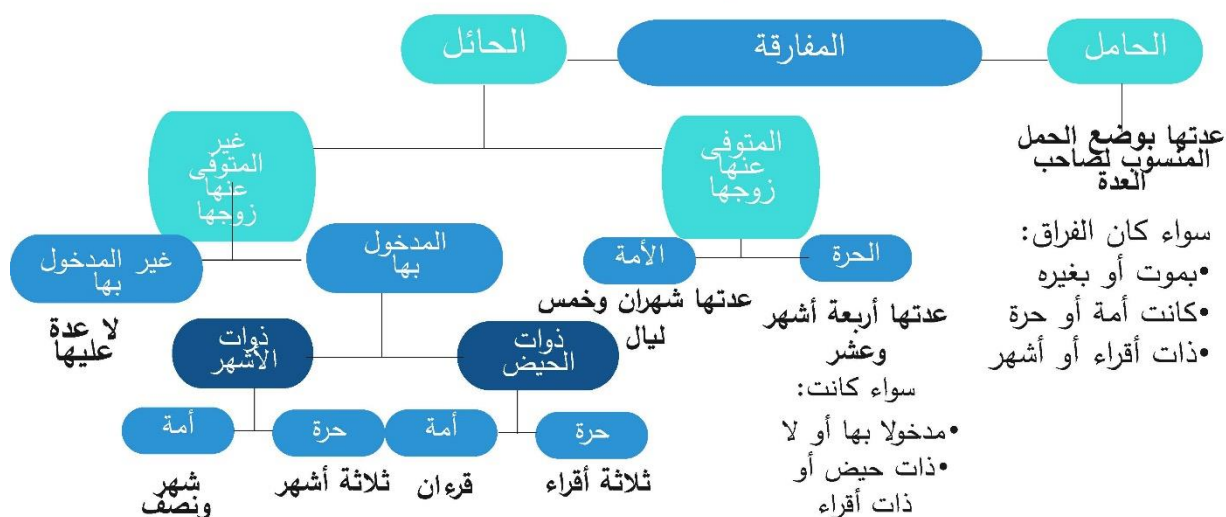 المفارقة
الحامل
عدتها بوضع الحمل
المنسوب لصاحب
العدة
سواء كان الفراق:
•بموت أو بغيره
•كانت أمة أو حرة
•ذات أقراء أو أشهر
الحائل
المتوفى
عنها
زوجها
الحرة
عدتها أربعة أشهر
وعشر
سواء كانت:
•مدخولا بها أو لا
•ذات حيض أو
ذات أقراء
الأمة
عدتها شهران وخمس
ليال
غير
المتوفى
عنها
زوجها
المدخول
بها
ذوات
الحيض
حرة
ثلاثة أقراء
أمة
قرءان
ذوات
الأشهر
حرة
ثلاثة أشهر
أمة
شهر
ونصف
غير المدخول
بها
لا عدة
عليها